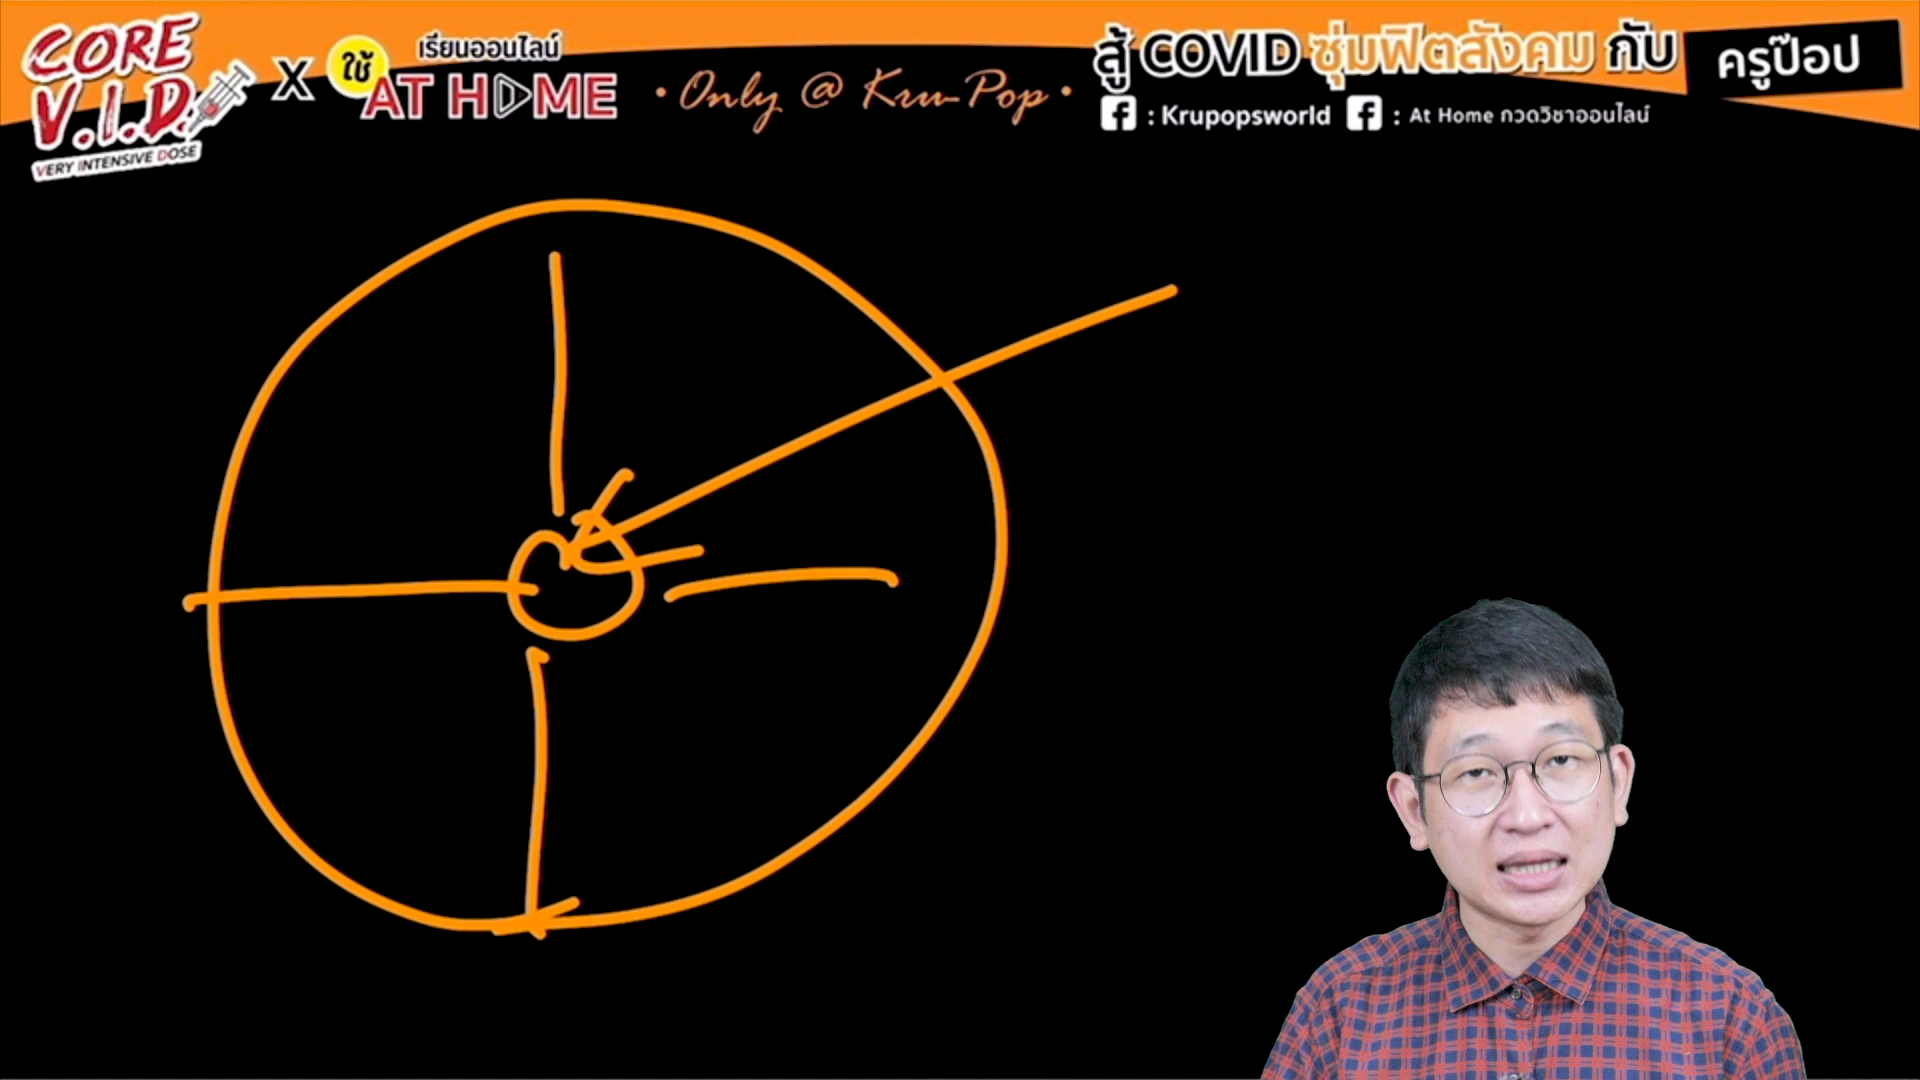 CORE
V.I.D.
VERY INTENSIVE DOSE
X
ใช้
เรียนออนไลน์
AT HOME
• Only @ Kru-Pop •
สู้ COVID ซุ่มฟิตสังคม กับ ครูป๊อป
: Krupopsworld : At Home กวดวิชาออนไลน์